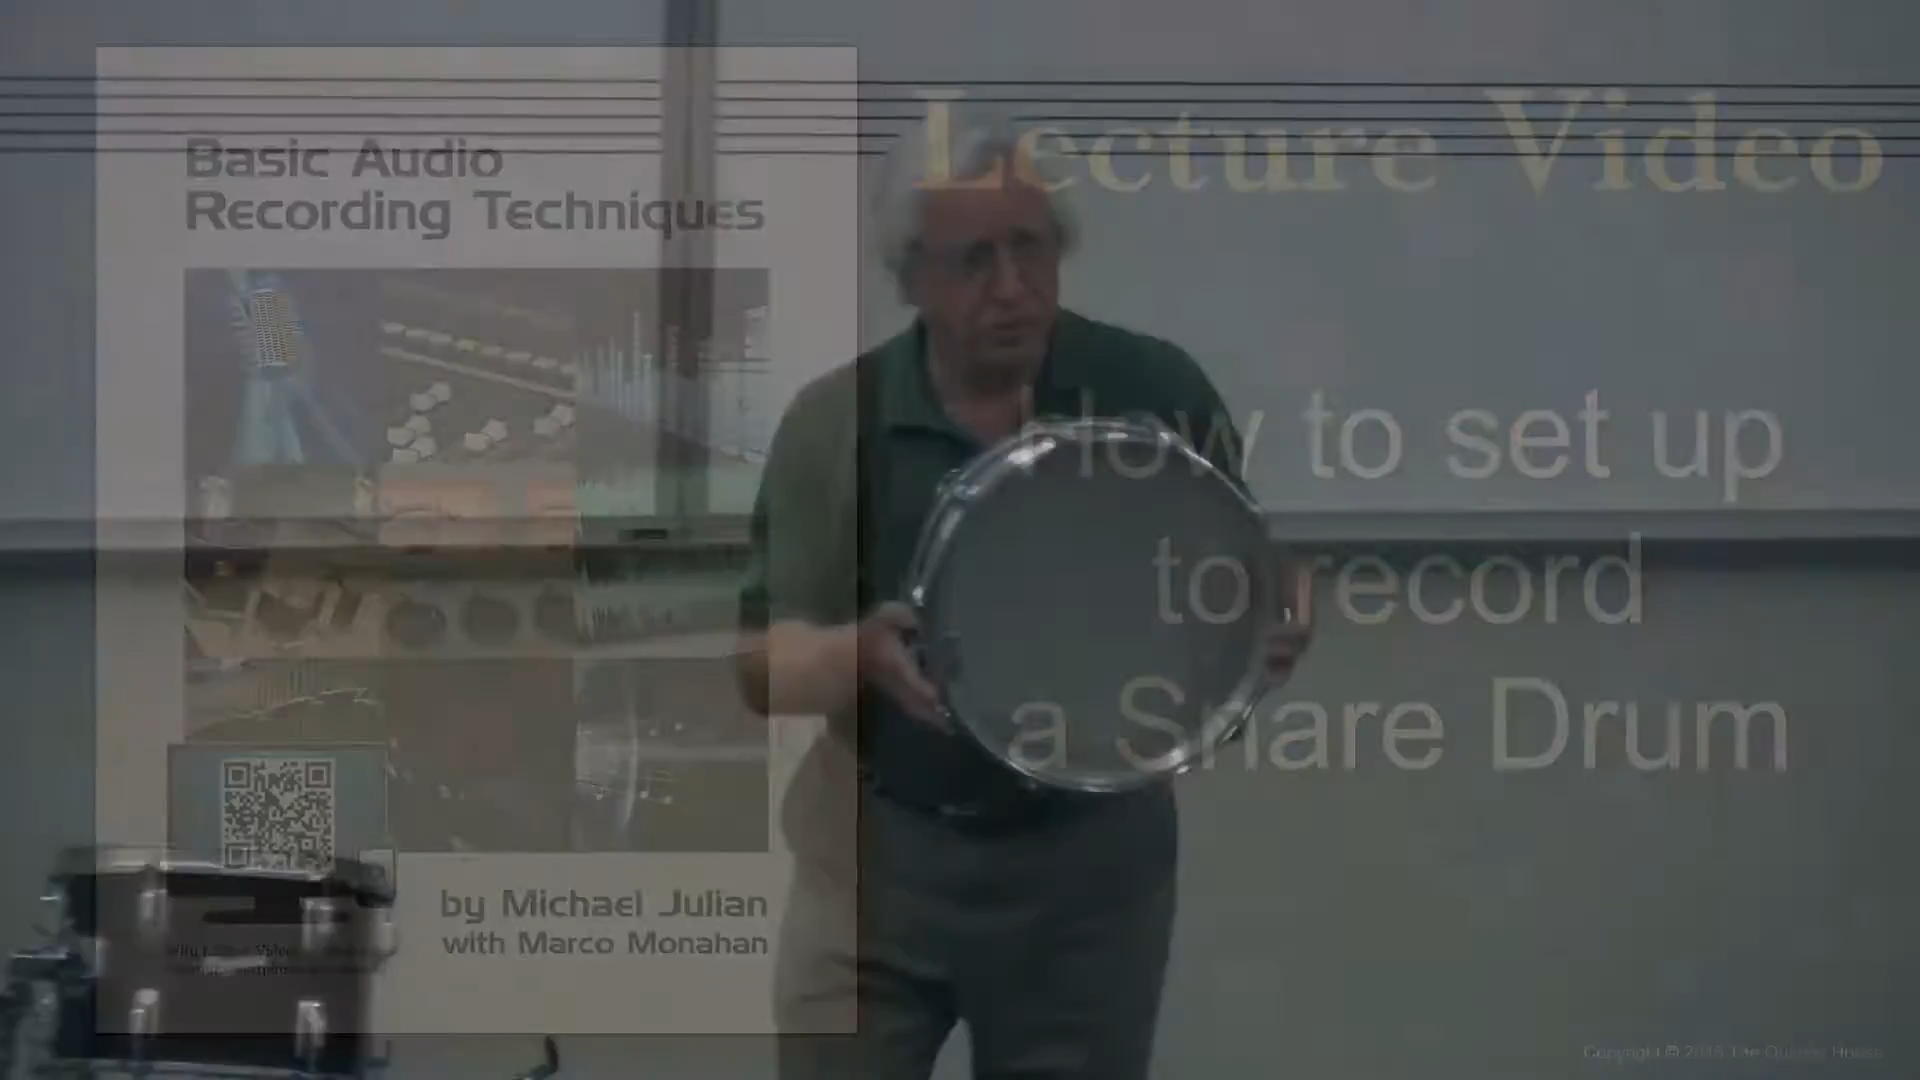 Basic Audio
Recording Techniques
by Michael Julian
with Marco Monahan
Lecture Video
How to set up
to record
a Snare Drum
Copyright ©